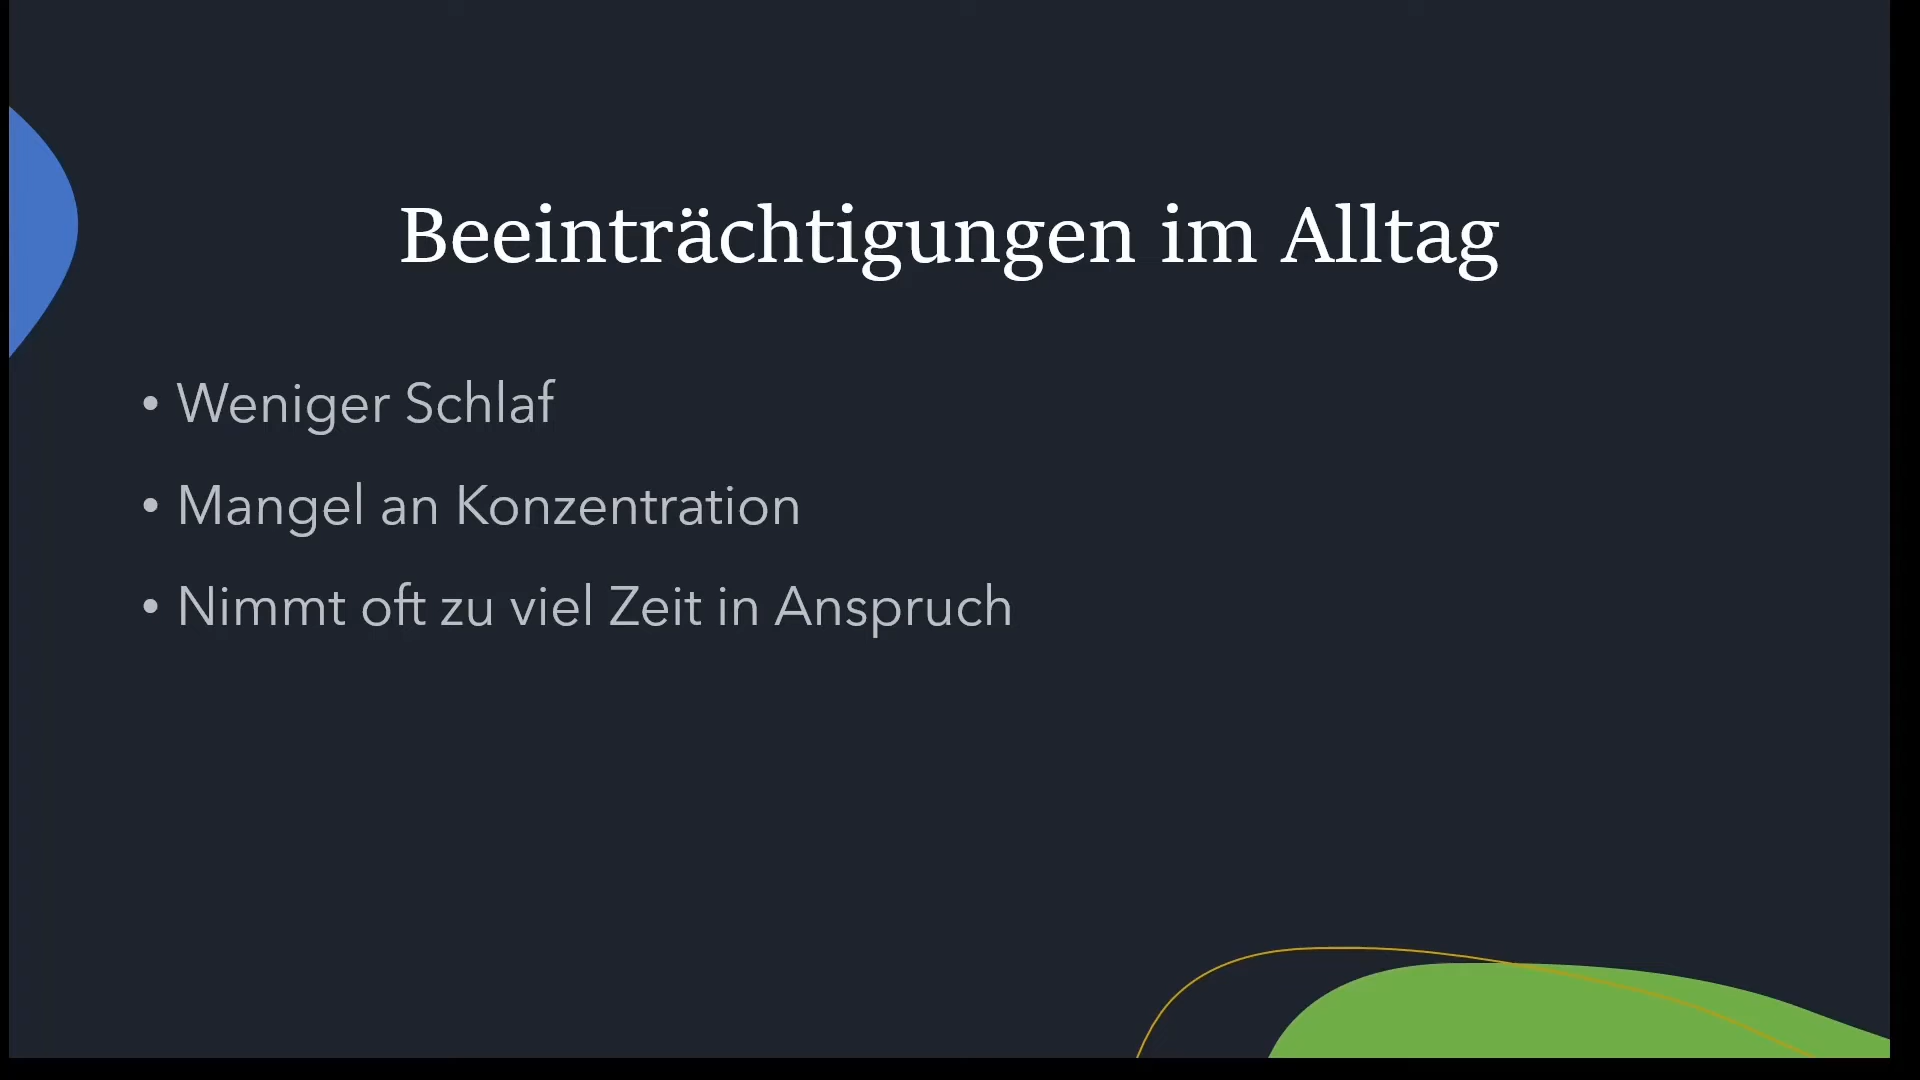 Beeinträchtigungen im Alltag
• Weniger Schlaf
• Mangel an Konzentration
• Nimmt oft zu viel Zeit in Anspruch